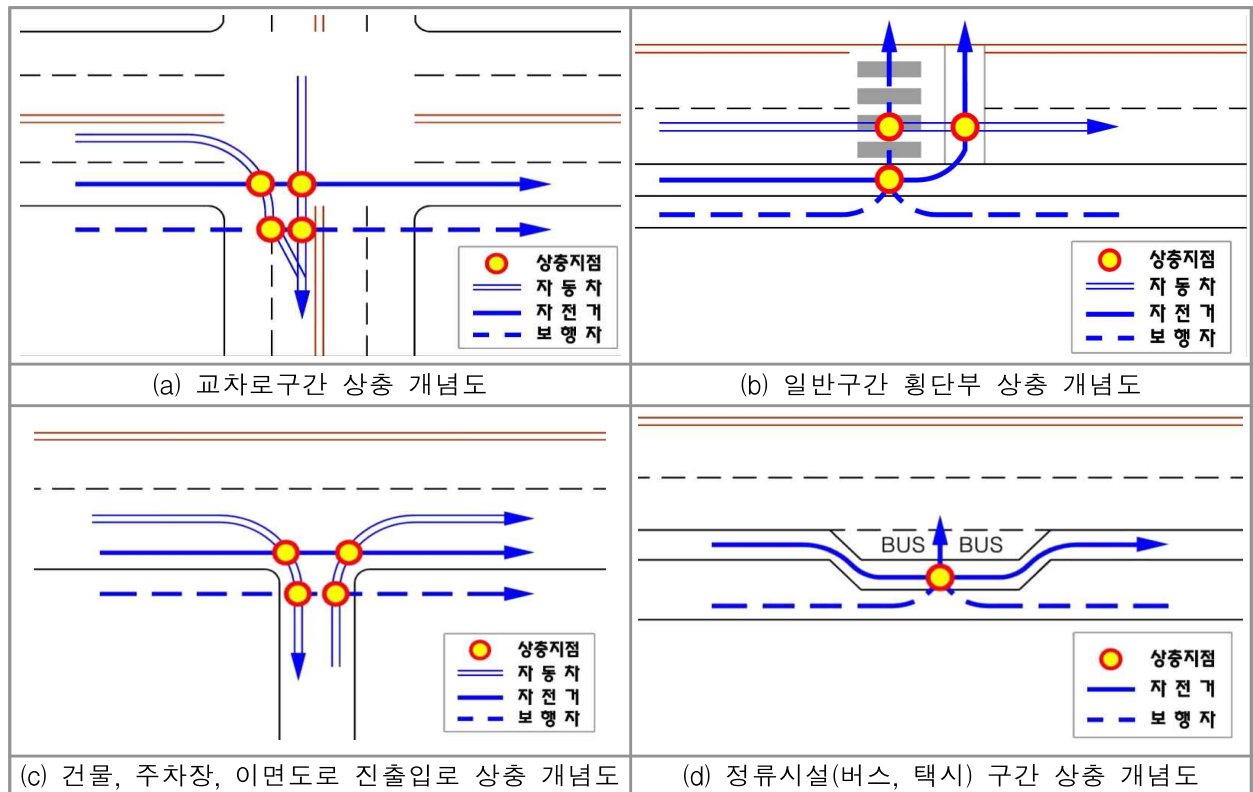 상충지점
자 동 차
자 전 거
보 행 자
(a) 교차로구간 상충 개념도
상충지점
자 동 차
자 전 거
보 행 자
(b) 일반구간 횡단부 상충 개념도
상충지점
자 동 차
자 전 거
보 행 자
(c) 건물, 주차장, 이면도로 진출입로 상충 개념도
BUS BUS
상충지점
자 전 거
보 행 자
(d) 정류시설(버스, 택시) 구간 상충 개념도